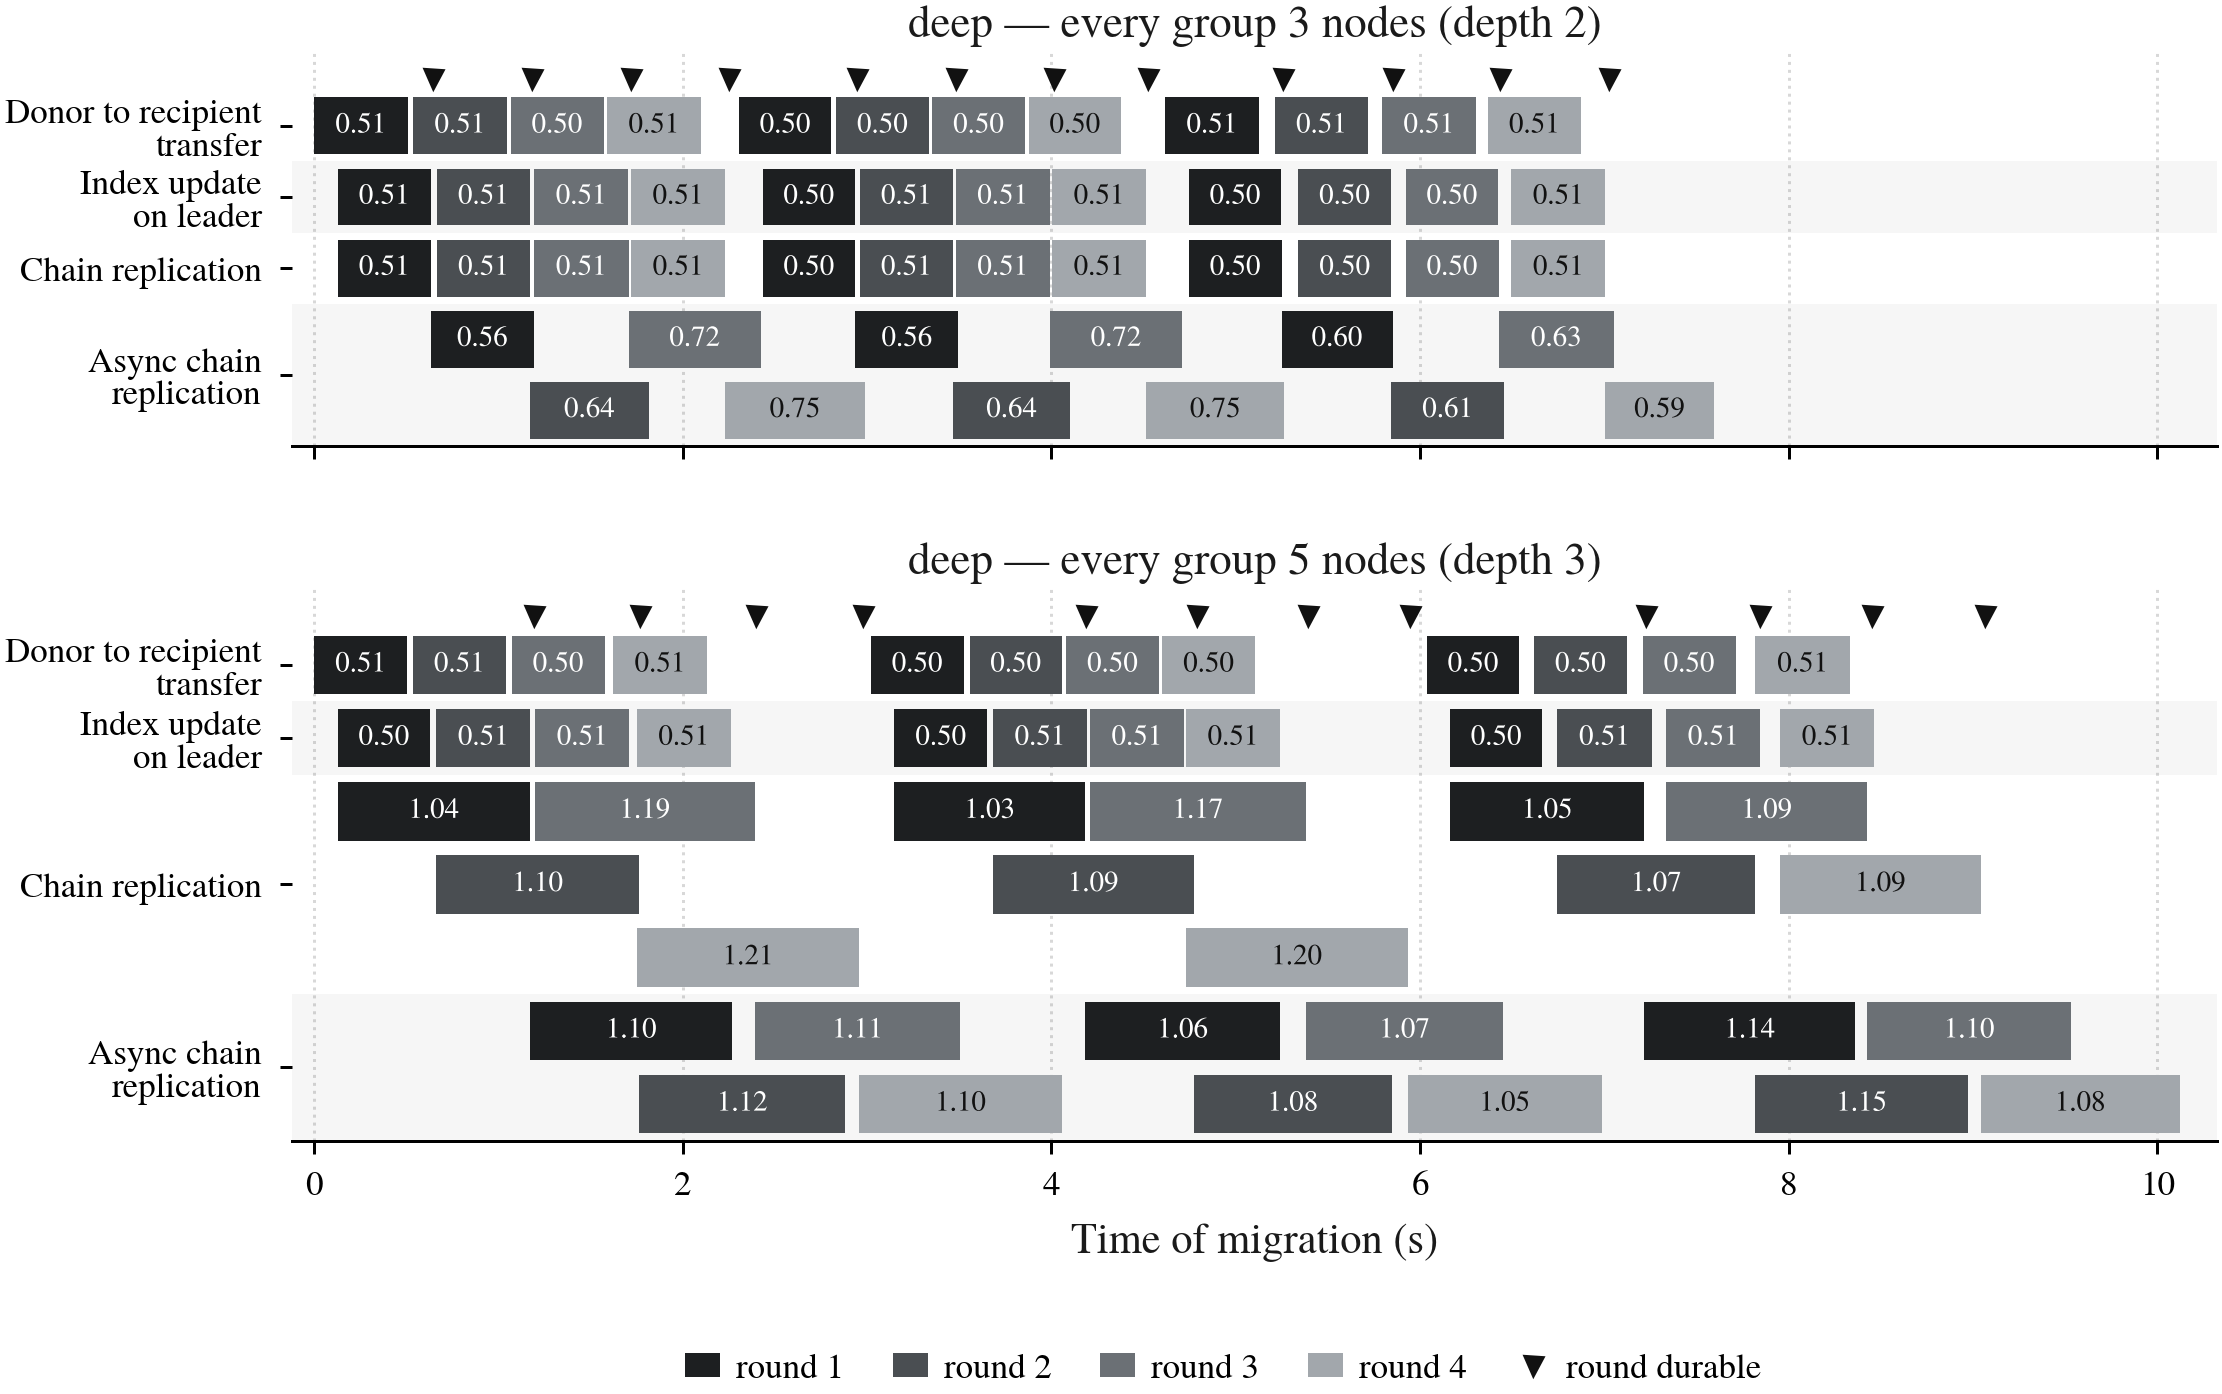 deep — every group 3 nodes (depth 2)
Donor to recipient
transfer
0.51 0.51 0.50 0.51 0.50 0.50 0.50 0.50 0.51 0.51 0.51 0.51
Index update
on leader
0.51 0.51 0.51 0.51 0.50 0.51 0.51 0.51 0.50 0.50 0.50 0.51
Chain replication
0.51 0.51 0.51 0.51 0.50 0.51 0.51 0.51 0.50 0.50 0.50 0.51
Async chain
replication
0.56 0.72 0.56 0.72 0.60 0.63
0.64 0.75 0.64 0.75 0.61 0.59
deep — every group 5 nodes (depth 3)
Donor to recipient
transfer
0.51 0.51 0.50 0.51 0.50 0.50 0.50 0.50 0.50 0.50 0.50 0.51
Index update
on leader
0.50 0.51 0.51 0.51 0.50 0.51 0.51 0.51 0.50 0.51 0.51 0.51
Chain replication
1.04 1.19 1.03 1.17 1.05 1.09
1.10 1.09 1.07 1.09
1.21 1.20
Async chain
replication
1.10 1.11 1.06 1.07 1.14 1.10
1.12 1.10 1.08 1.05 1.15 1.08
0 2 4 6 8 10
Time of migration (s)
round 1 round 2 round 3 round 4 round durable